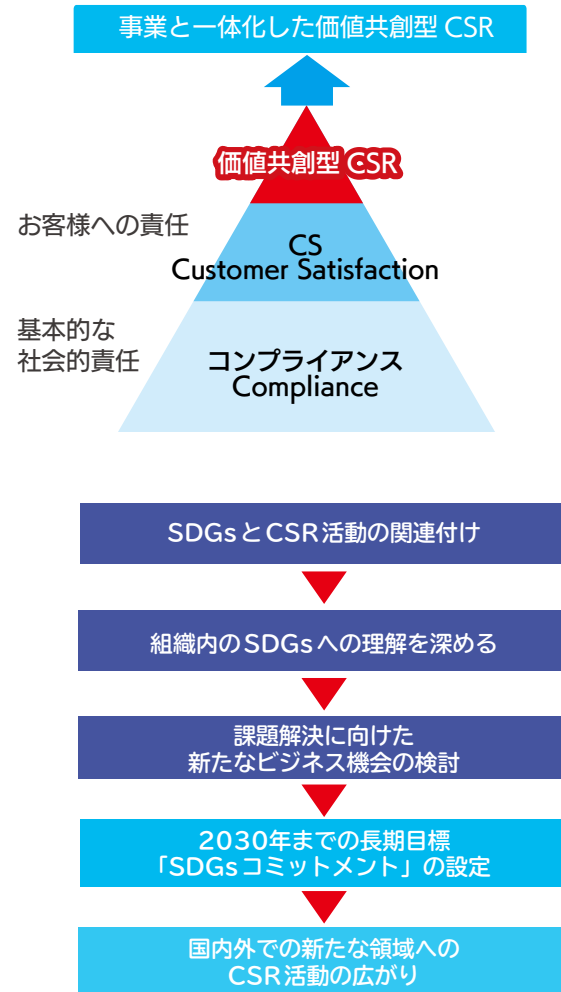 事業と一体化した価値共創型 CSR
価値共創型 CSR
お客様への責任
CS
Customer Satisfaction
基本的な
社会的責任
コンプライアンス
Compliance
SDGsとCSR活動の関連付け
組織内のSDGsへの理解を深める
課題解決に向けた
新たなビジネス機会の検討
2030年までの長期目標
「SDGsコミットメント」の設定
国内外での新たな領域への
CSR活動の広がり